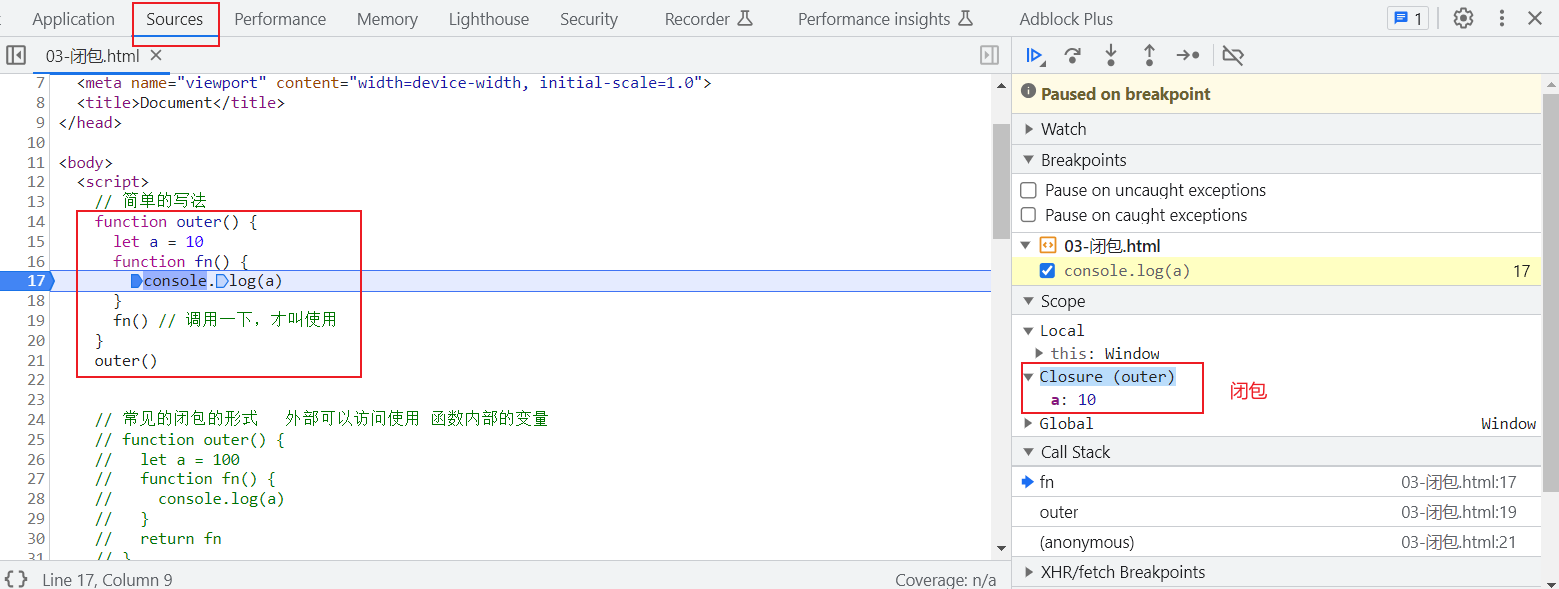 Application Sources Performance Memory Lighthouse Security Recorder Performance insights Adblock Plus 1
03-闭包.html
7 <meta name="viewport" content="width=device-width, initial-scale=1.0">
8 <title>Document</title>
9 </head>
10
11 <body>
12 <script>
13 // 简单的写法
14 function outer() {
15 let a = 10
16 function fn() {
17 console.log(a)
18 }
19 fn() // 调用一下，才叫使用
20 }
21 outer()
22
23
24 // 常见的闭包的形式 外部可以访问使用 函数内部的变量
25 // function outer() {
26 // let a = 100
27 // function fn() {
28 // console.log(a)
29 // }
30 // return fn
31 // }
{} Line 17, Column 9 Coverage: n/a
Paused on breakpoint
Watch
Breakpoints
Pause on uncaught exceptions
Pause on caught exceptions
03-闭包.html
console.log(a) 17
Scope
Local
this: Window
Closure (outer)
a: 10
闭包
Global Window
Call Stack
fn 03-闭包.html:17
outer 03-闭包.html:19
(anonymous) 03-闭包.html:21
XHR/fetch Breakpoints